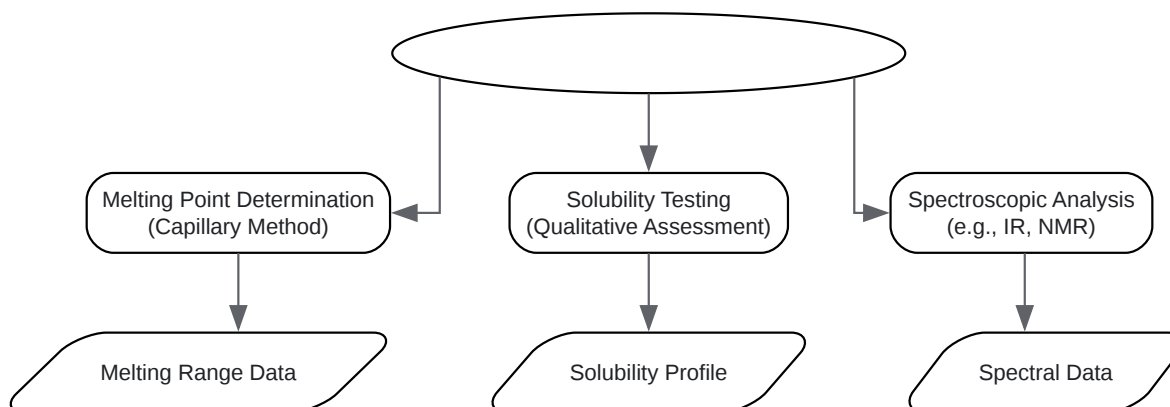 Melting Point Determination
(Capillary Method)
Solubility Testing
(Qualitative Assessment)
Spectroscopic Analysis
(e.g., IR, NMR)
Melting Range Data
Solubility Profile
Spectral Data